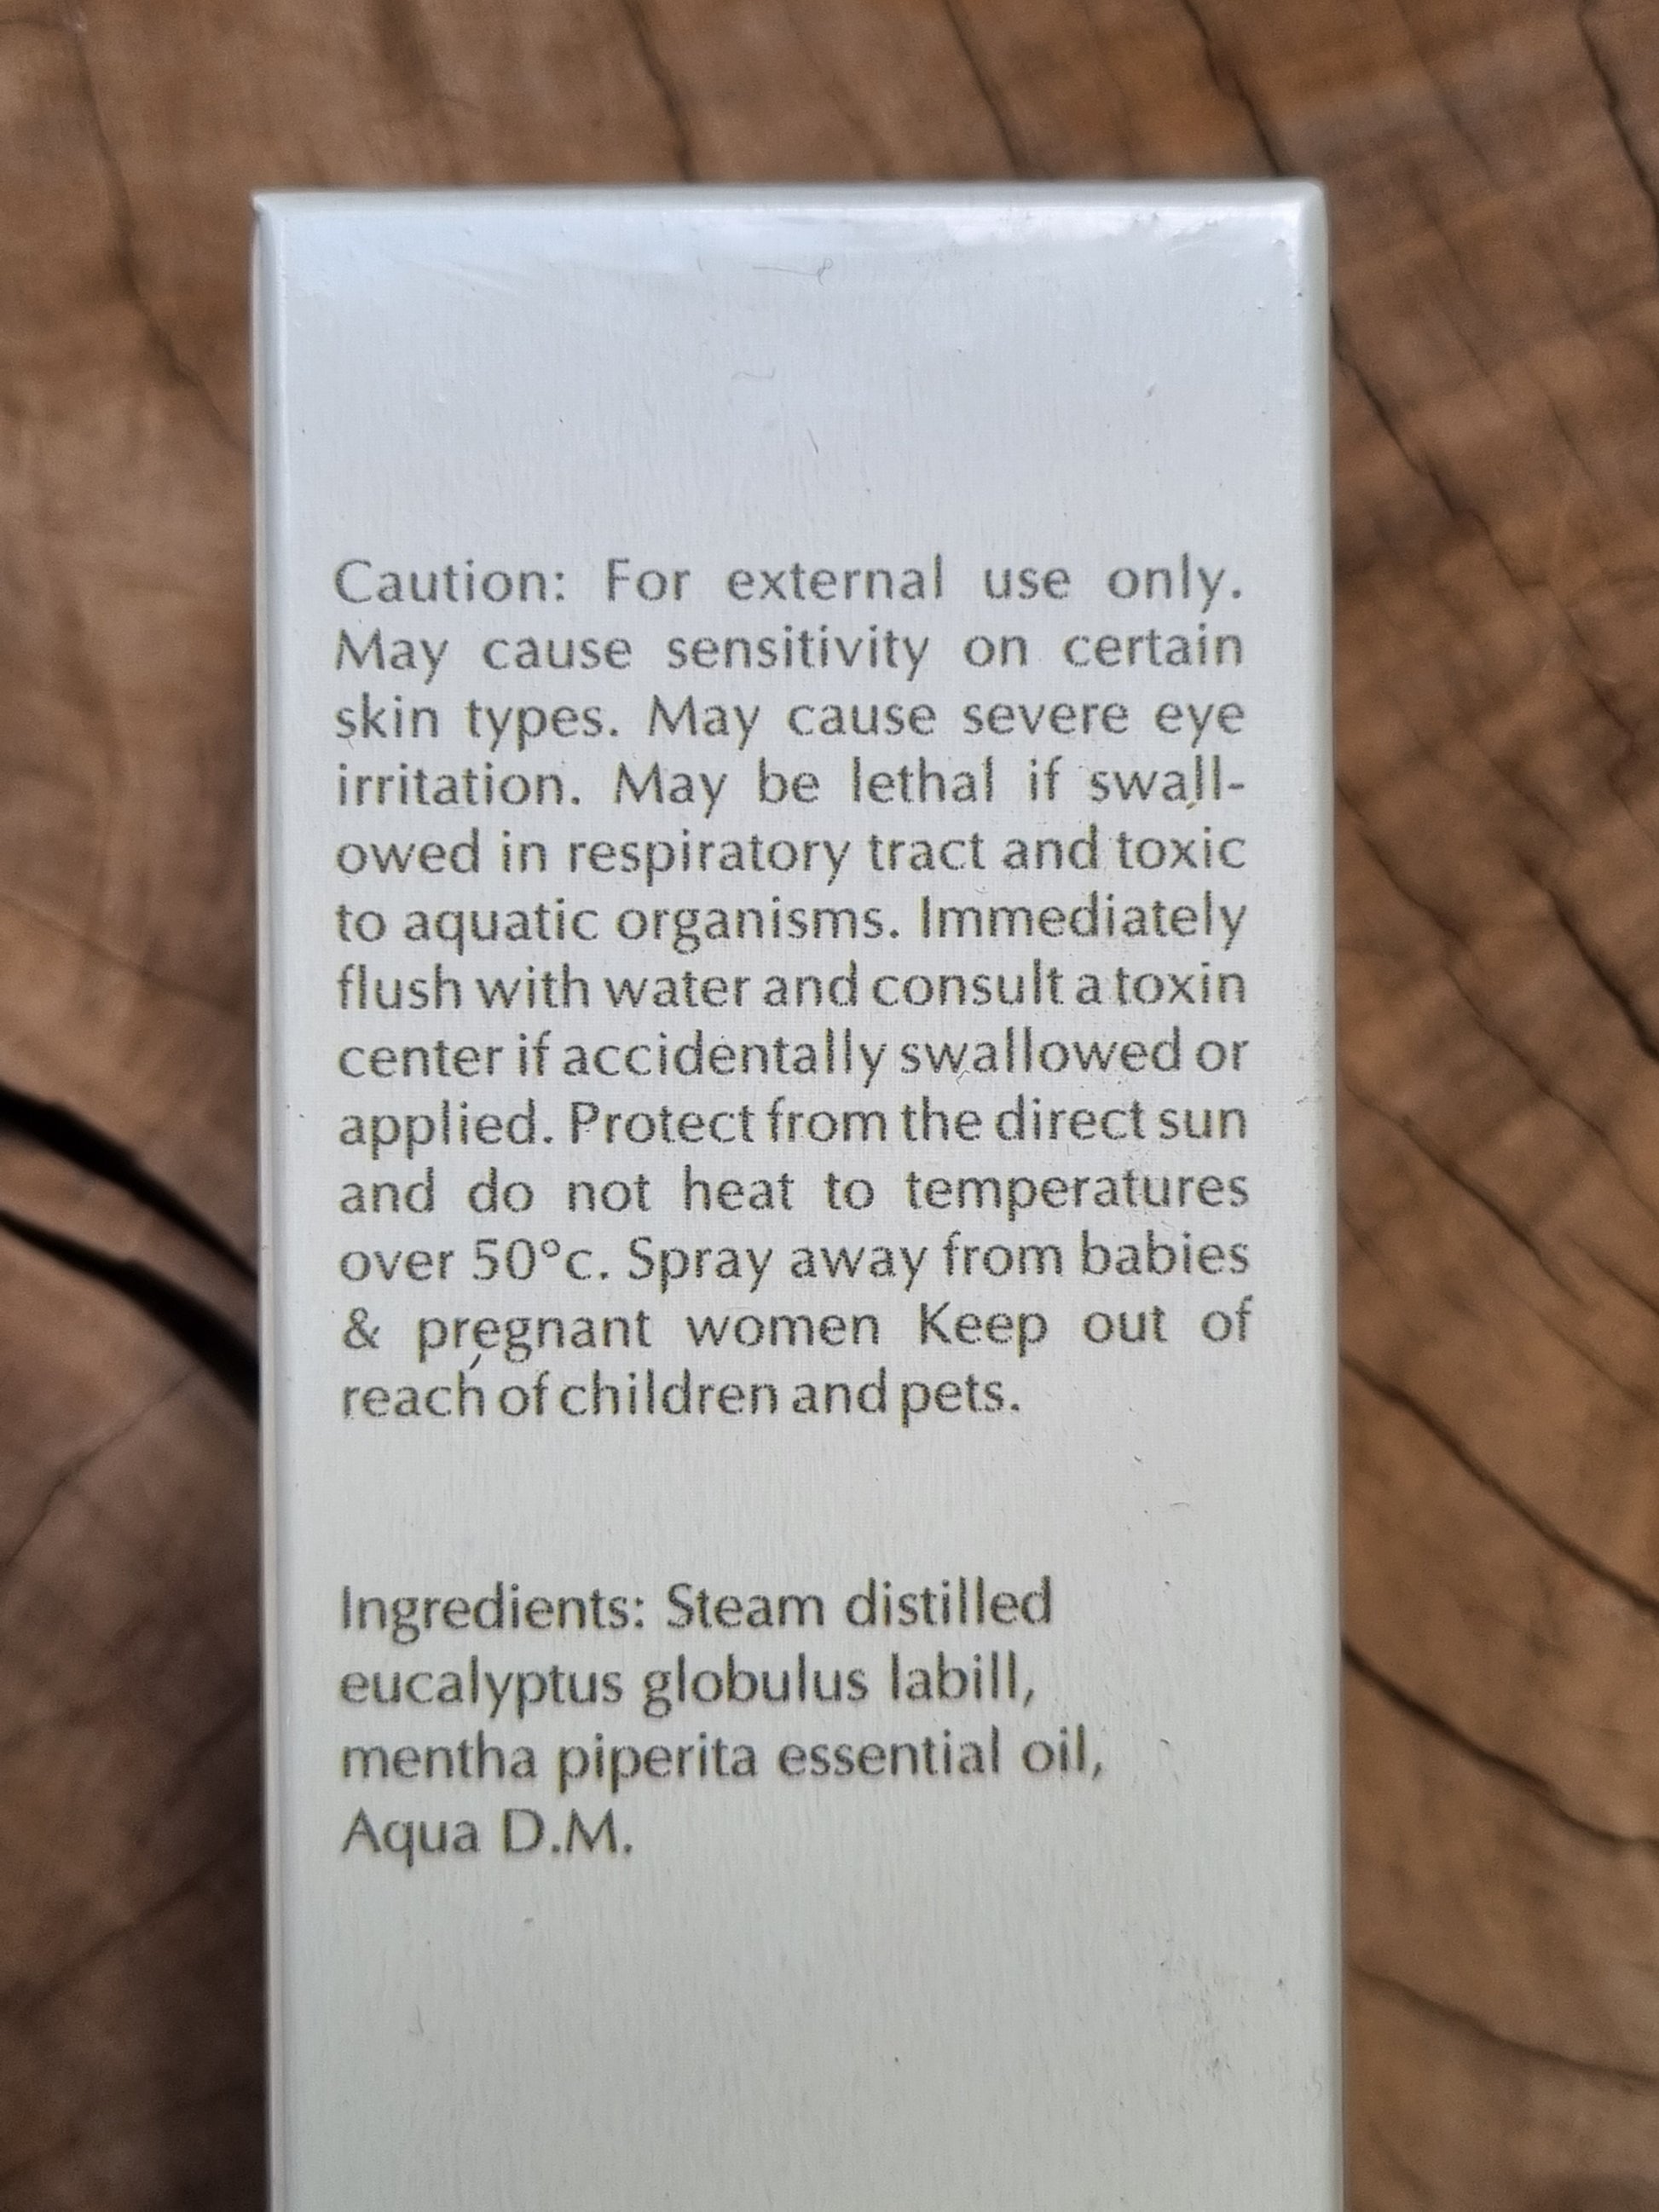 Caution: For external use only.
May cause sensitivity on certain
skin types. May cause severe eye
irritation. May be lethal if swall-
owed in respiratory tract and toxic
to aquatic organisms. Immediately
flush with water and consult a toxin
center if accidentally swallowed or
applied. Protect from the direct sun
and do not heat to temperatures
over 50°c. Spray away from babies
& pregnant women Keep out of
reach of children and pets.
Ingredients: Steam distilled
eucalyptus globulus labill,
mentha piperita essential oil,
Aqua D.M.